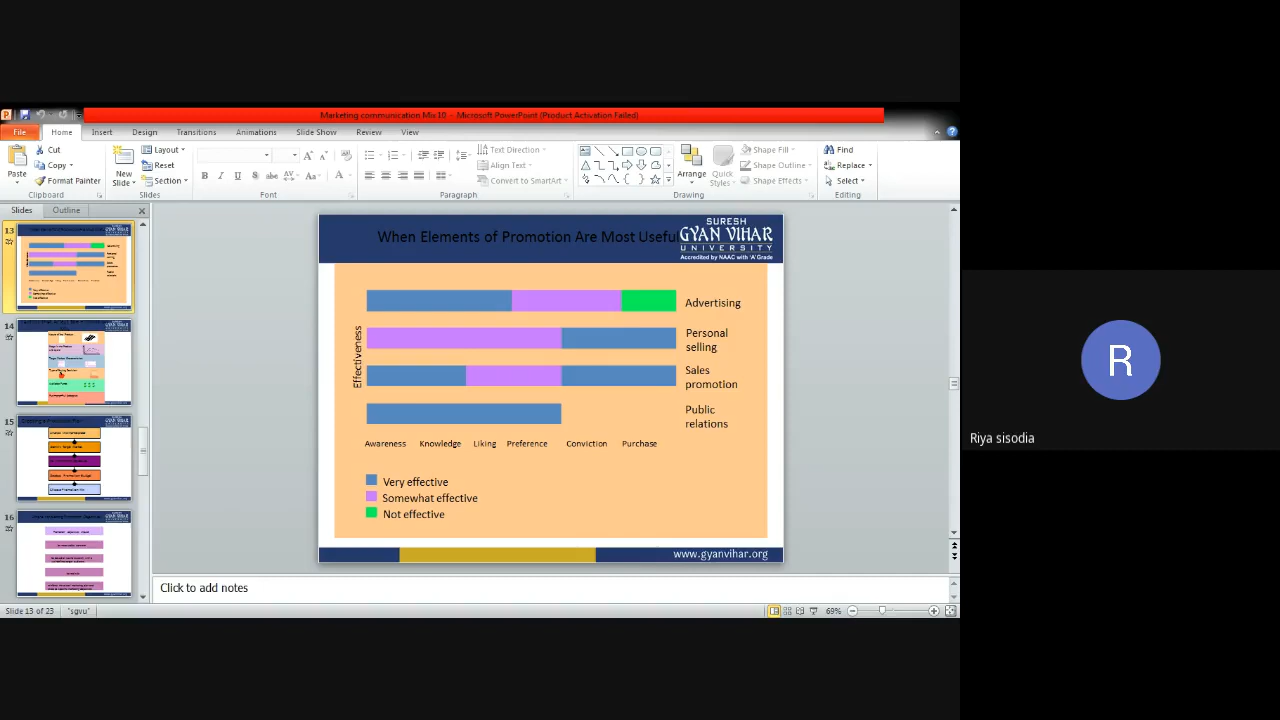 Marketing communication Mix 10 - Microsoft PowerPoint (Product Activation Failed)
File Home Insert Design Transitions Animations Slide Show Review View
Paste
Cut
Copy
Format Painter
Clipboard
New Slide
Layout
Reset
Section
Slides
B I U S abc AV Aa A
Font
Text Direction
Align Text
Convert to SmartArt
Paragraph
Arrange
Quick Styles
Shape Fill
Shape Outline
Shape Effects
Drawing
Find
Replace
Select
Editing
Slides Outline
13
14
15
16
When Elements of Promotion Are Most Useful
SURESH
GYAN VIHAR
UNIVERSITY
Accredited by NAAC with 'A' Grade
Effectiveness
Advertising
Personal
selling
Sales
promotion
Public
relations
Awareness Knowledge Liking Preference Conviction Purchase
Very effective
Somewhat effective
Not effective
www.gyanvihar.org
Click to add notes
Slide 13 of 23 "sgvu" 69%
R
Riya sisodia